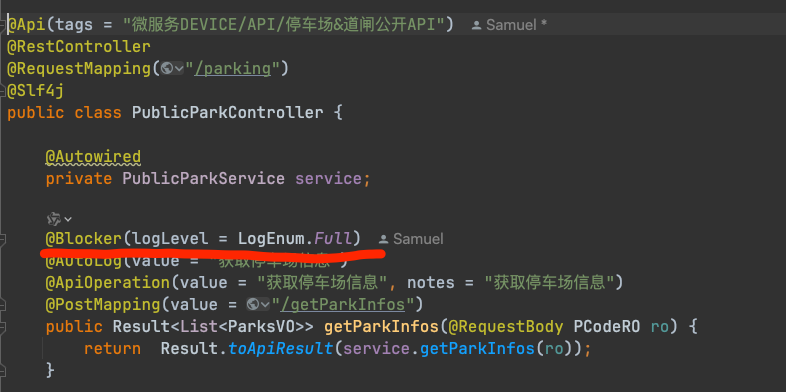 @Api(tags = "微服务DEVICE/API/停车场&道闸公开API") Samuel *
@RestController
@RequestMapping("/parking")
@Slf4j
public class PublicParkController {
@Autowired
private PublicParkService service;
@Blocker(logLevel = LogEnum.Full) Samuel
@AutoLog(value = "获取停车场信息")
@ApiOperation(value = "获取停车场信息", notes = "获取停车场信息")
@PostMapping(value = "/getParkInfos")
public Result<List<ParksVO>> getParkInfos(@RequestBody PCodeRO ro) {
return Result.toApiResult(service.getParkInfos(ro));
}